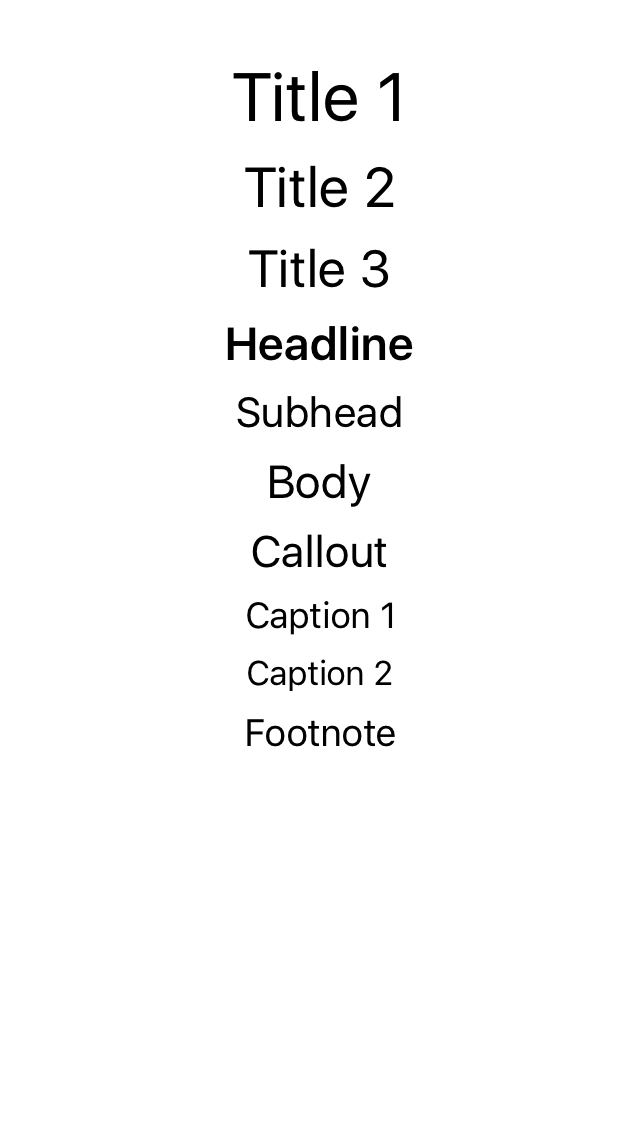 Title 1
Title 2
Title 3
Headline
Subhead
Body
Callout
Caption 1
Caption 2
Footnote